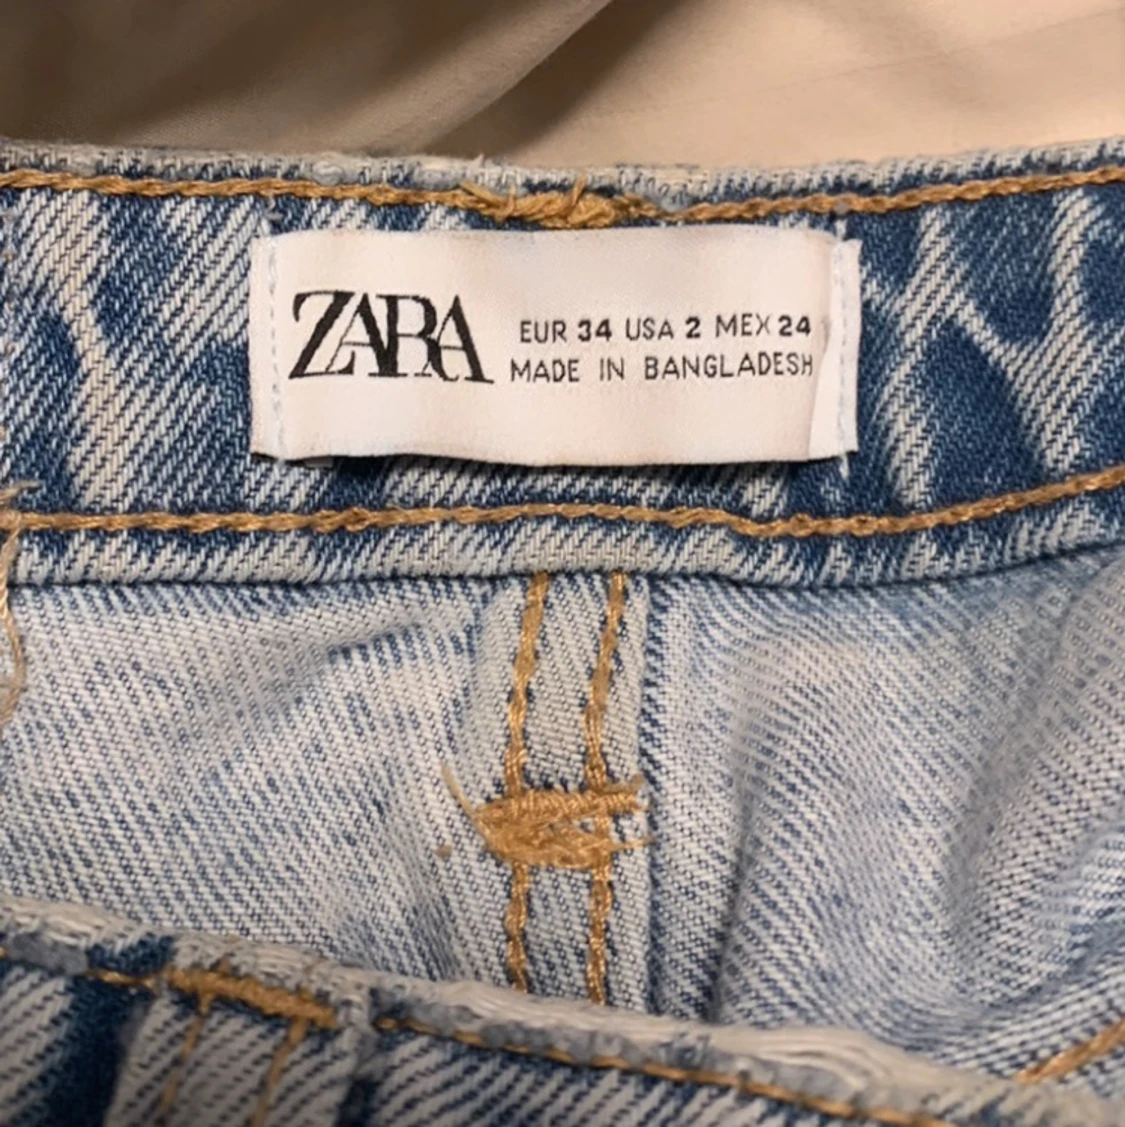 ZARA
EUR 34 USA 2 MEX 24
MADE IN BANGLADESH